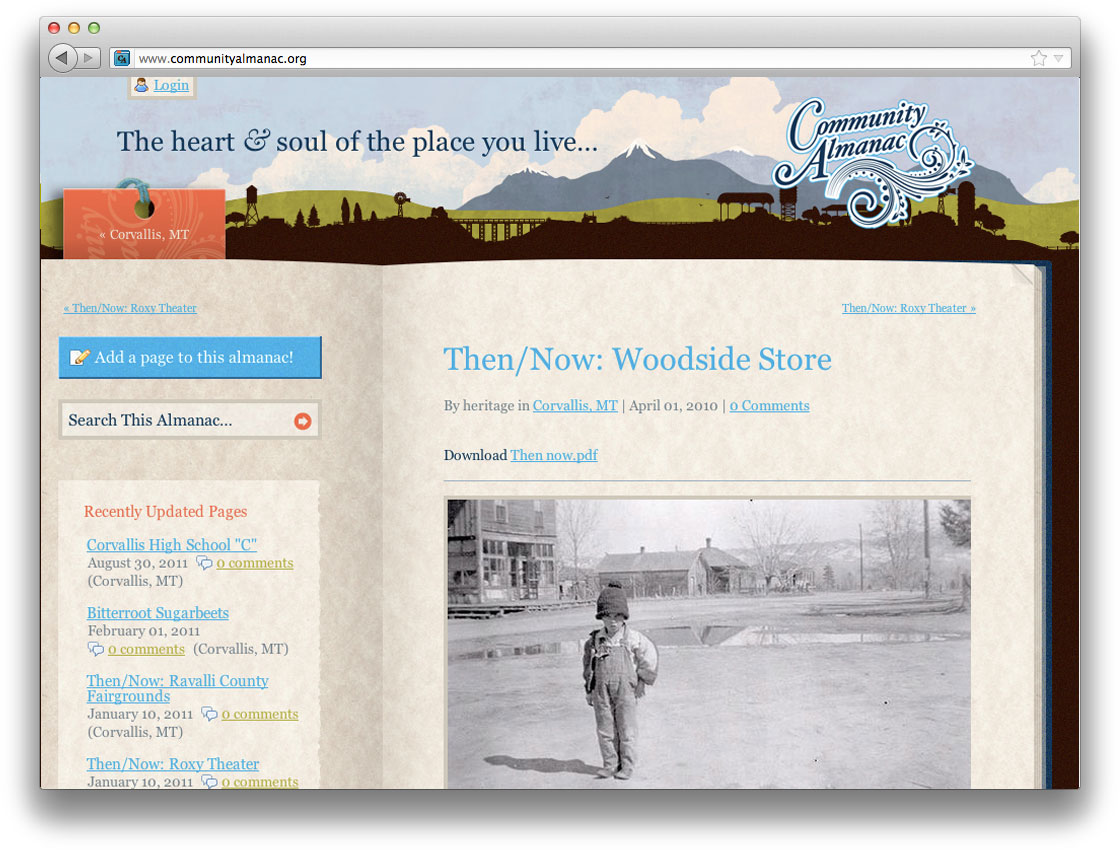 www.communityalmanac.org
Login
The heart & soul of the place you live...
Community
Almanac
« Corvallis, MT
« Then/Now: Roxy Theater
Then/Now: Roxy Theater »
Add a page to this almanac!
Search This Almanac...
Recently Updated Pages
Corvallis High School "C"
August 30, 2011 0 comments
(Corvallis, MT)
Bitterroot Sugarbeets
February 01, 2011
0 comments (Corvallis, MT)
Then/Now: Ravalli County
Fairgrounds
January 10, 2011 0 comments
(Corvallis, MT)
Then/Now: Roxy Theater
January 10, 2011 0 comments
Then/Now: Woodside Store
By heritage in Corvallis, MT | April 01, 2010 | 0 Comments
Download Then now.pdf